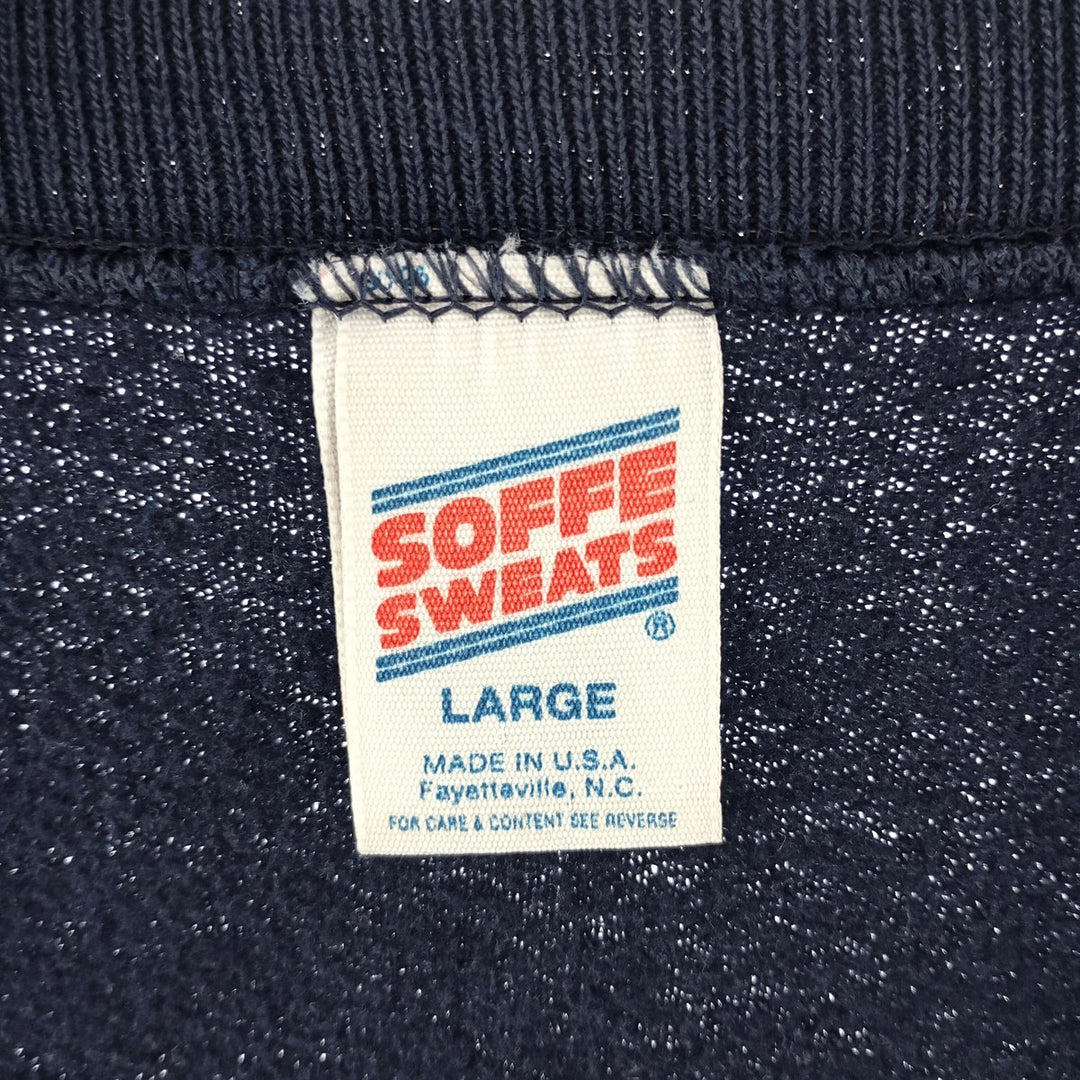 SOFFE
SWEATS
®
LARGE
MADE IN U.S.A.
Fayetteville, N.C.
FOR CARE & CONTENT SEE REVERSE